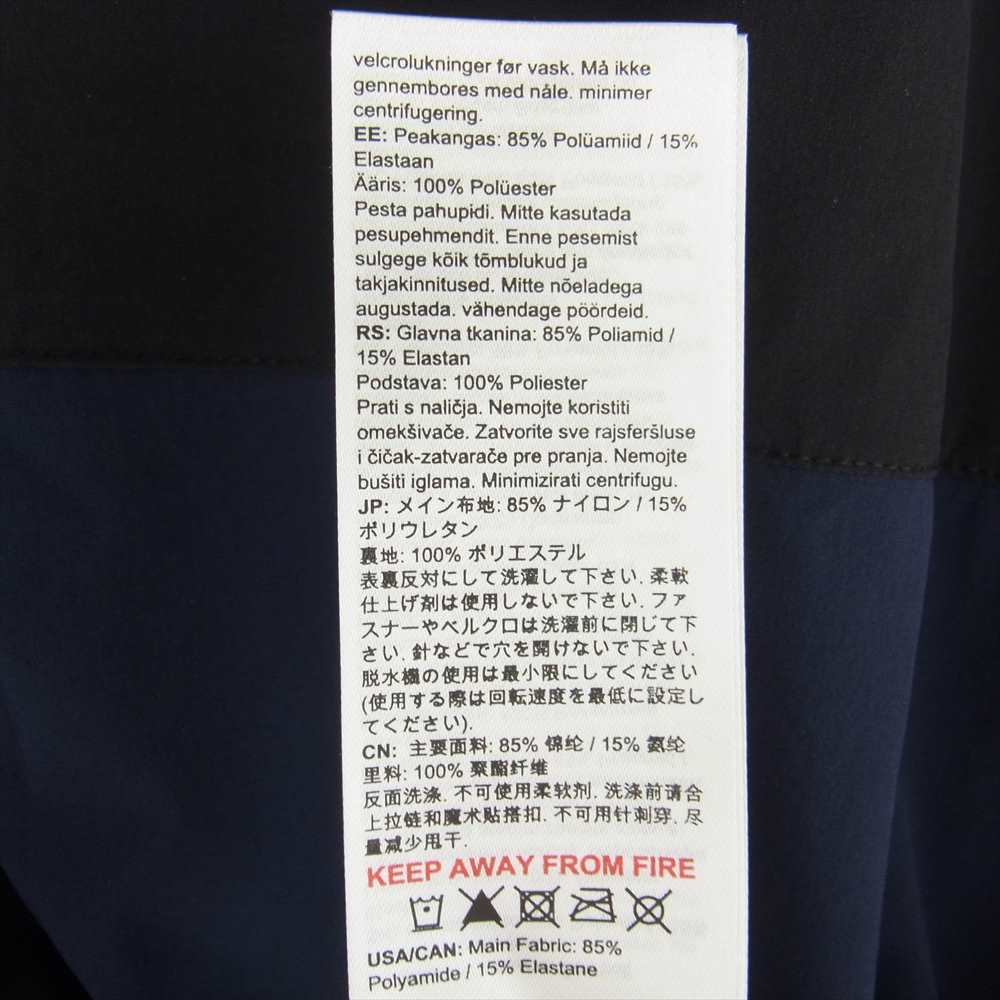 velcrolukninger før vask. Må ikke
gennembores med nåle. minimer
centrifugering.
EE: Peakangas: 85% Polüamiid / 15%
Elastaan
Ääris: 100% Polüester
Pesta pahupidi. Mitte kasutada
pesupehmendit. Enne pesemist
sulgege kõik tõmblukud ja
takjakinnitused. Mitte nõeladega
augustada. vähendage pöördeid.
RS: Glavna tkanina: 85% Poliamid /
15% Elastan
Podstava: 100% Poliester
Prati s naličja. Nemojte koristiti
omekšivače. Zatvorite sve rajsferšluse
i čičak-zatvarače pre pranja. Nemojte
bušiti iglama. Minimizirati centrifugu.
JP: メイン布地: 85% ナイロン / 15%
ポリウレタン
裏地: 100% ポリエステル
表裏反対にして洗濯して下さい. 柔軟
仕上げ剤は使用しないで下さい. ファ
スナーやベルクロは洗濯前に閉じて下
さい. 針などで穴を開けないで下さい.
脱水機の使用は最小限にしてください
(使用する際は回転速度を最低に設定し
てください).
CN: 主要面料: 85% 锦纶 / 15% 氨纶
里料: 100% 聚酯纤维
反面洗涤. 不可使用柔软剂. 洗涤前请合
上拉链和魔术贴搭扣. 不可用针刺穿. 尽
量减少甩干.
KEEP AWAY FROM FIRE
USA/CAN: Main Fabric: 85%
Polyamide / 15% Elastane